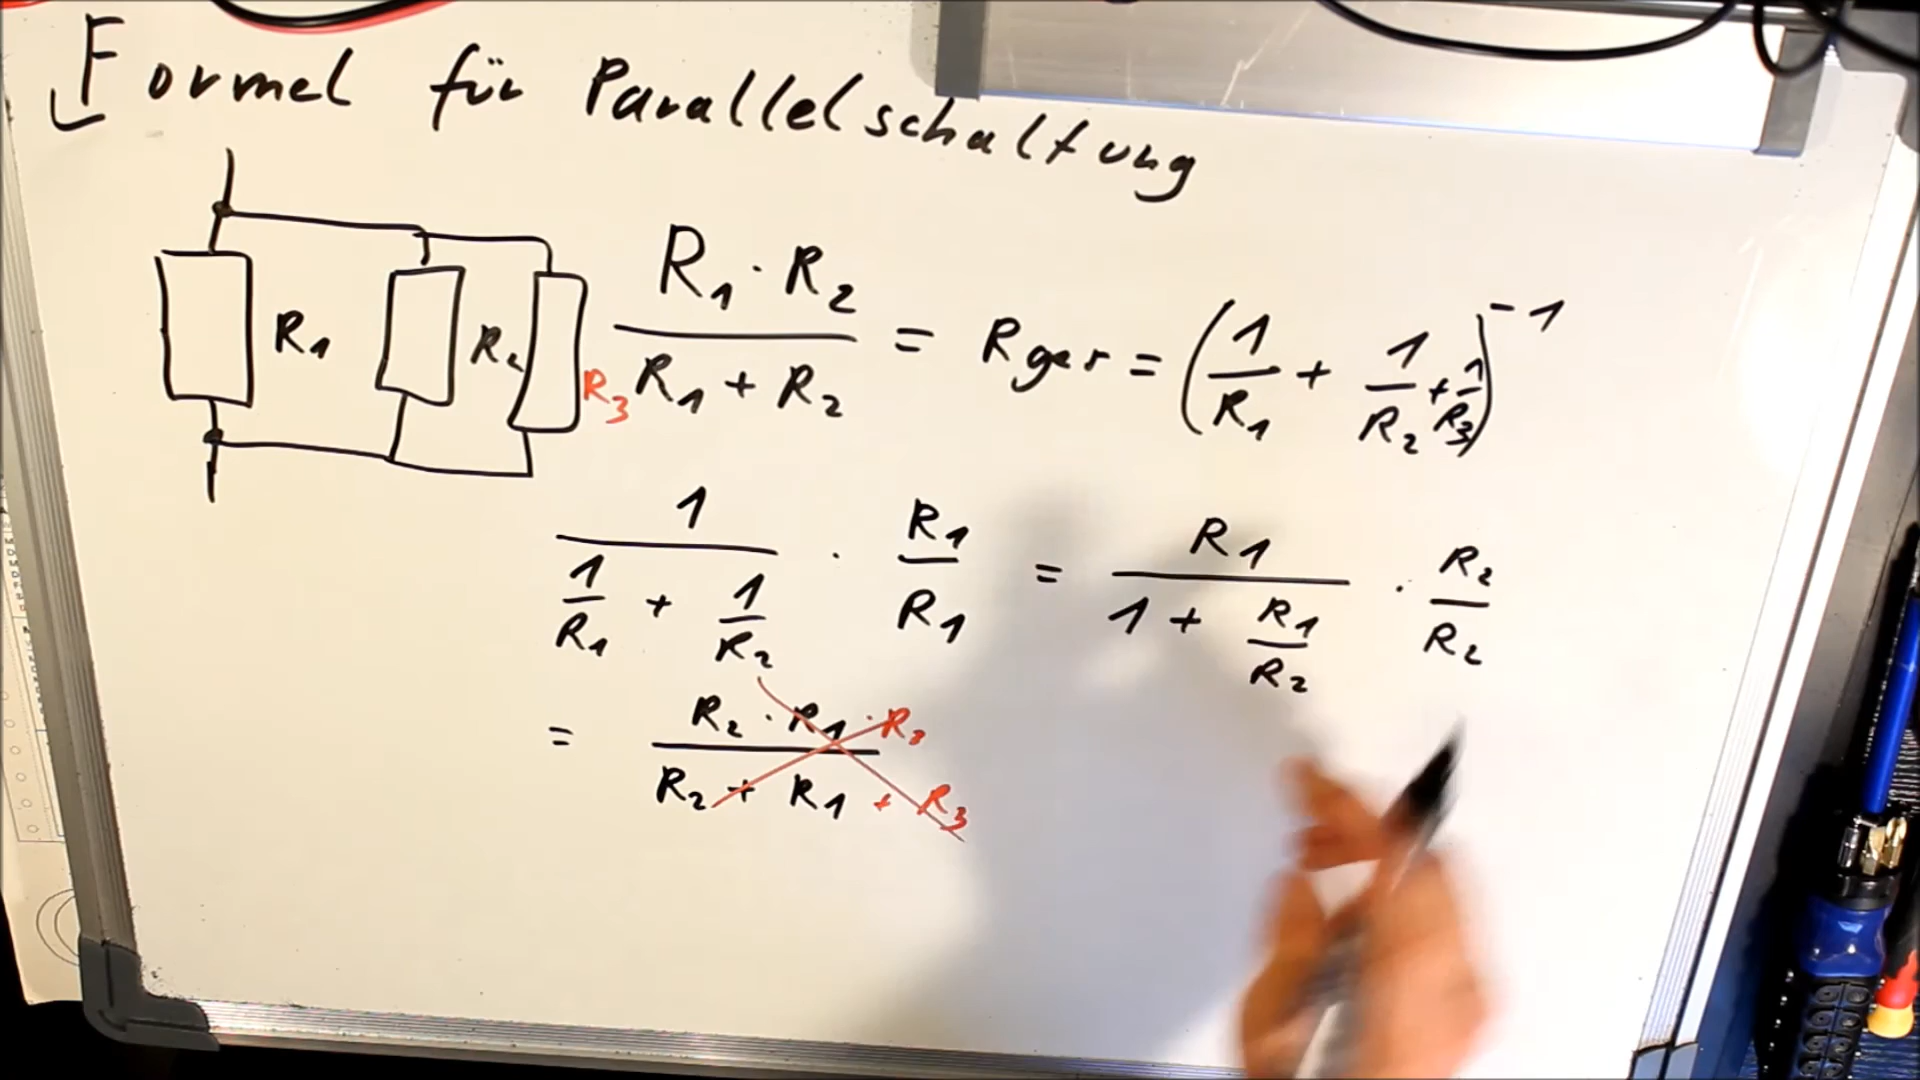 Formel für Parallelschaltung
R1 R2 R3
R1 · R2 / R1 + R2 = Rges = (1/R1 + 1/R2 + 1/R3)^-1
1 / (1/R1 + 1/R2) · R1/R1 = R1 / (1 + R1/R2) · R2/R2
= R2 · R1 · R3 / R2 + R1 + R3